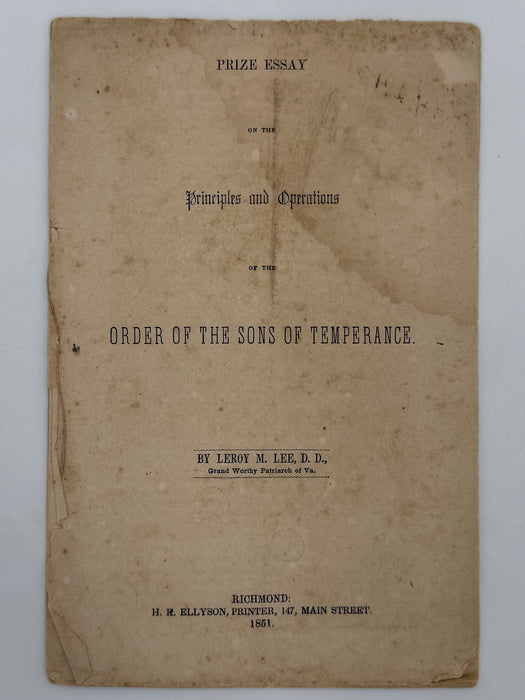 PRIZE ESSAY
ON THE
Principles and Operations
OF THE
ORDER OF THE SONS OF TEMPERANCE.
BY LEROY M. LEE, D. D.,
Grand Worthy Patriarch of Va.
RICHMOND:
H. K. ELLYSON, PRINTER, 147, MAIN STREET.
1851.